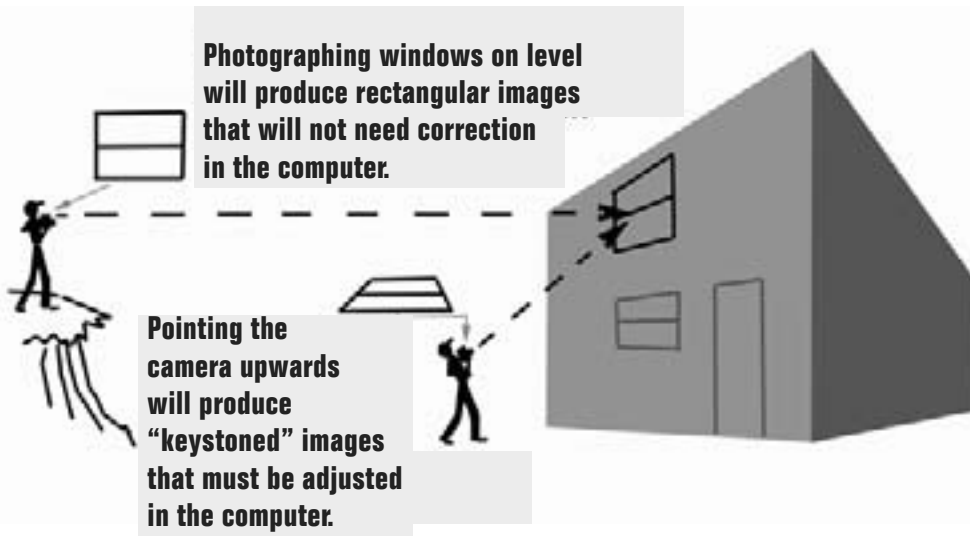 Photographing windows on level
will produce rectangular images
that will not need correction
in the computer.
Pointing the
camera upwards
will produce
“keystoned” images
that must be adjusted
in the computer.